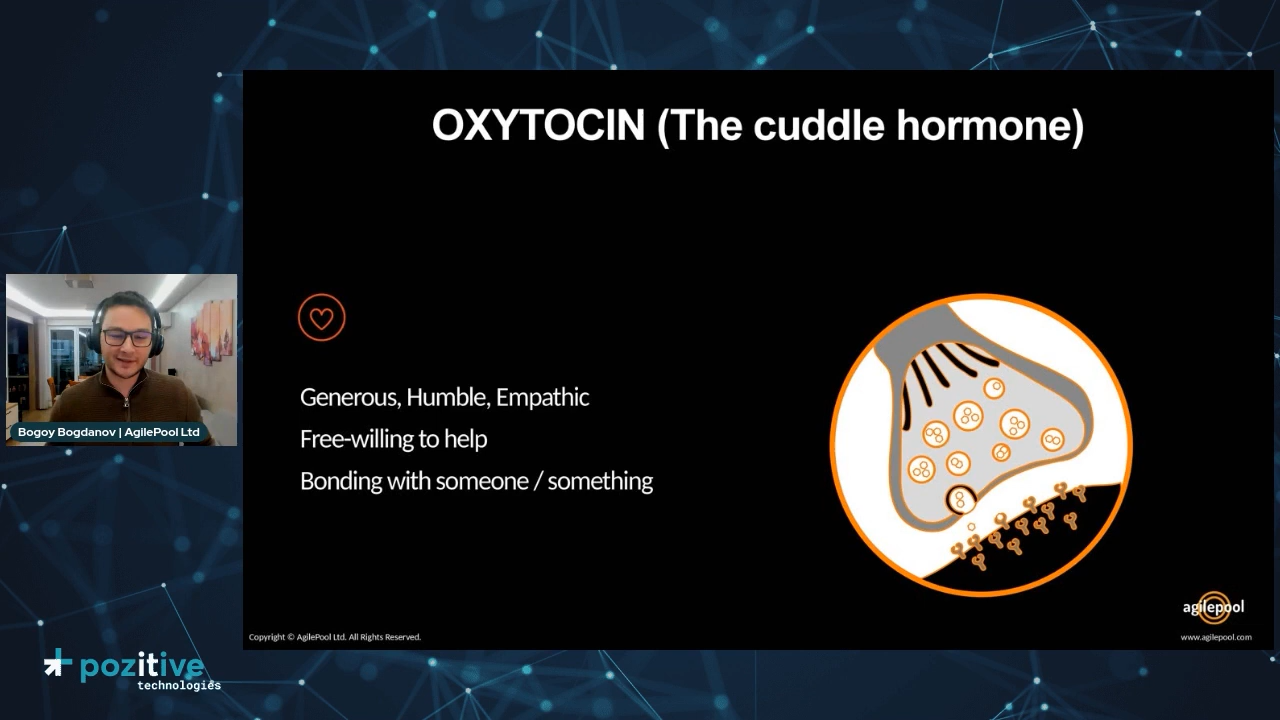 OXYTOCIN (The cuddle hormone)
Generous, Humble, Empathic
Free-willing to help
Bonding with someone / something
Bogoy Bogdanov | AgilePool Ltd
agilepool
Copyright © AgilePool Ltd. All Rights Reserved.
www.agilepool.com
pozitive
technologies